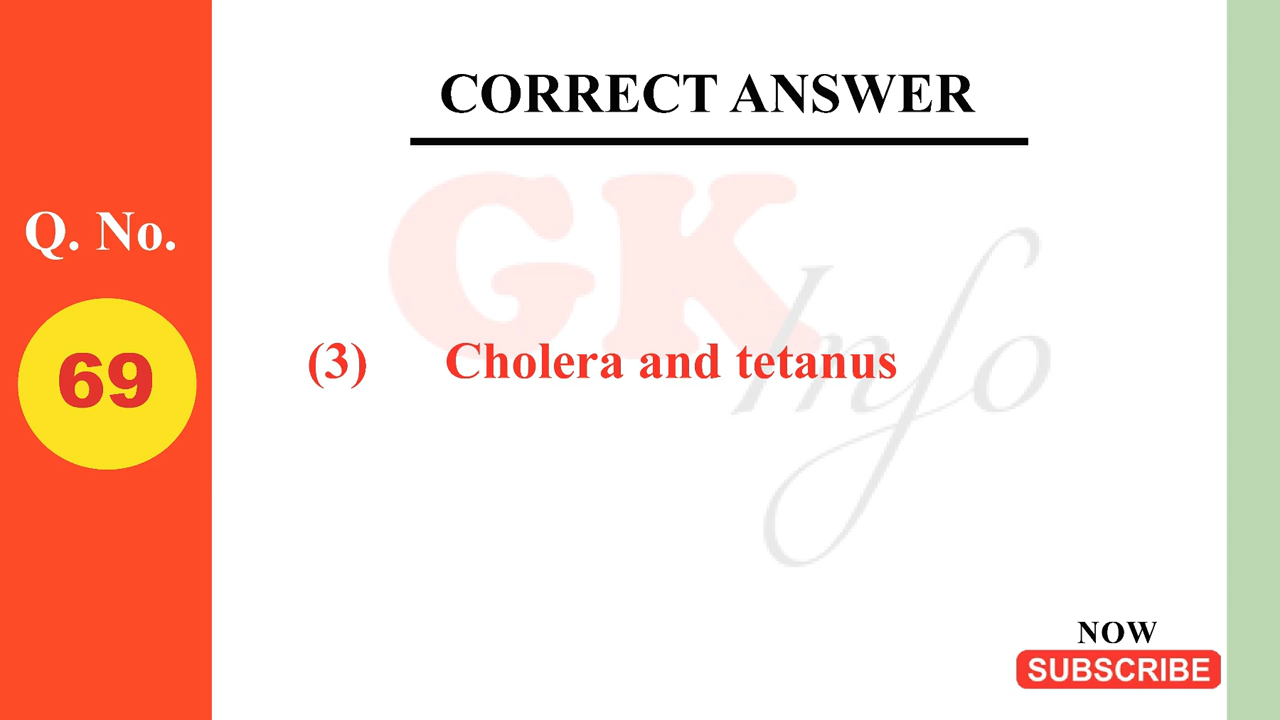 CORRECT ANSWER
Q. No.
69
GK Info
(3) Cholera and tetanus
NOW
SUBSCRIBE